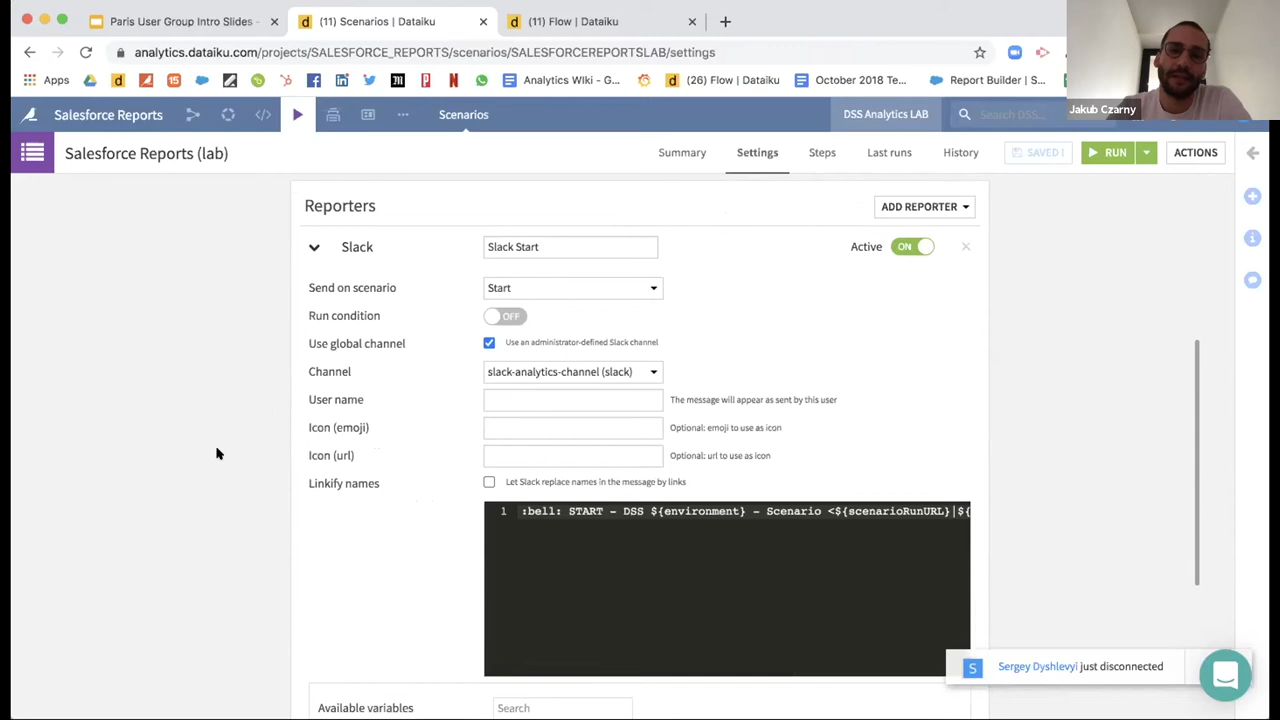 Paris User Group Intro Slides -
(11) Scenarios | Dataiku
(11) Flow | Dataiku
analytics.dataiku.com/projects/SALESFORCE_REPORTS/scenarios/SALESFORCEREPORTSLAB/settings
Apps
Analytics WIki - G...
(26) Flow | Dataiku
October 2018 Te...
Report Builder | S...
Jakub Czarny
Salesforce Reports
Scenarios
DSS Analytics LAB
Search DSS...
Salesforce Reports (lab)
Summary
Settings
Steps
Last runs
History
SAVED !
RUN
ACTIONS
Reporters
ADD REPORTER
Slack
Slack Start
Active
ON
Send on scenario
Start
Run condition
OFF
Use global channel
Use an administrator-defined Slack channel
Channel
slack-analytics-channel (slack)
User name
The message will appear as sent by this user
Icon (emoji)
Optional: emoji to use as icon
Icon (url)
Optional: url to use as icon
Linkify names
Let Slack replace names in the message by links
1 :bell: START - DSS ${environment} - Scenario <${scenarioRunURL}|${
Sergey Dyshlevyi just disconnected
Available variables
Search